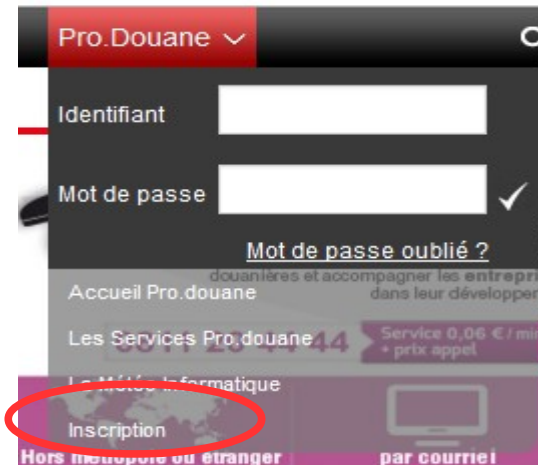 Pro.Douane
Identifiant
Mot de passe
Mot de passe oublié ?
douanières et accompagner les entrepri
Accueil Pro.douane
dans leur développer
Les Services Pro.douane
44
Service 0,06 € / min
+ prix appel
La Météo Informatique
Inscription
Hors métropole ou étranger
par courriel